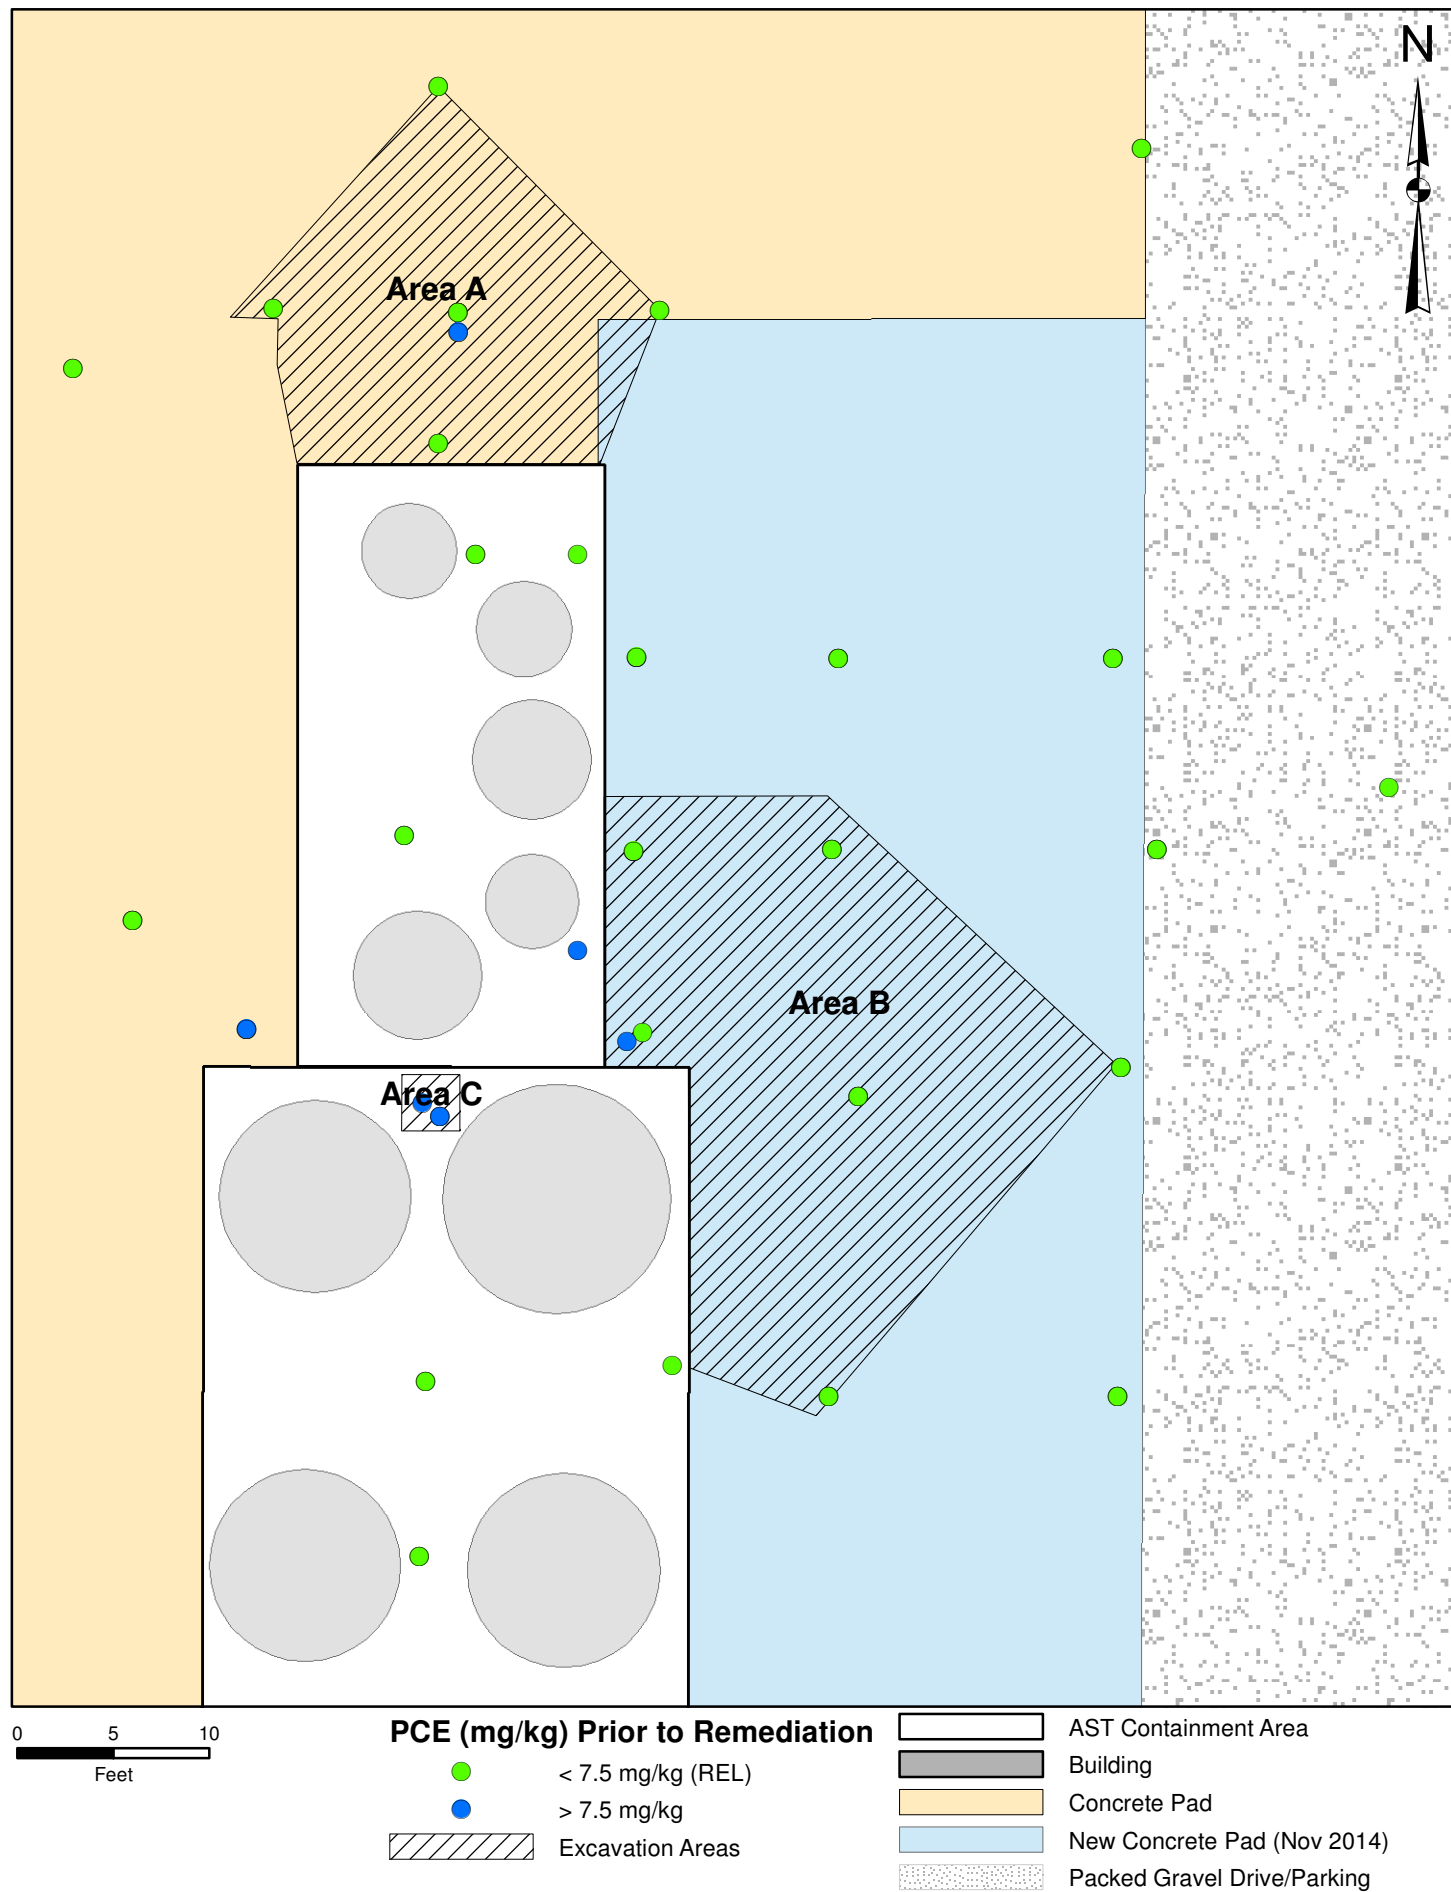 N
Area A
Area B
Area C
0 5 10
Feet
PCE (mg/kg) Prior to Remediation
< 7.5 mg/kg (REL)
> 7.5 mg/kg
Excavation Areas
AST Containment Area
Building
Concrete Pad
New Concrete Pad (Nov 2014)
Packed Gravel Drive/Parking